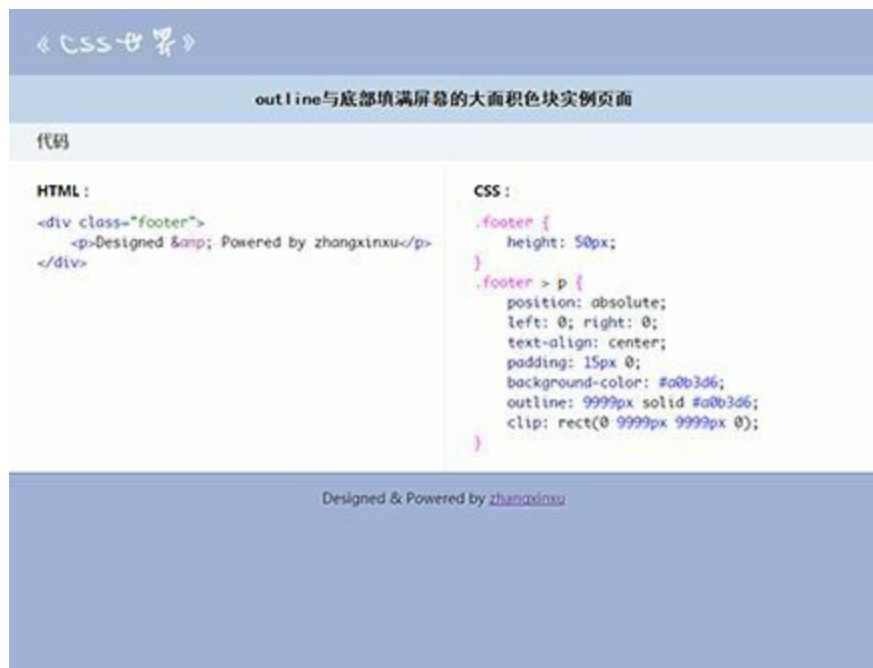 《CSS世界》
outline与底部填满屏幕的大面积色块实例页面
代码
HTML :
<div class="footer">
    <p>Designed &amp; Powered by zhangxinxu</p>
</div>
CSS :
.footer {
    height: 50px;
}
.footer > p {
    position: absolute;
    left: 0; right: 0;
    text-align: center;
    padding: 15px 0;
    background-color: #a0b3d6;
    outline: 9999px solid #a0b3d6;
    clip: rect(0 9999px 9999px 0);
}
Designed & Powered by zhangxinxu